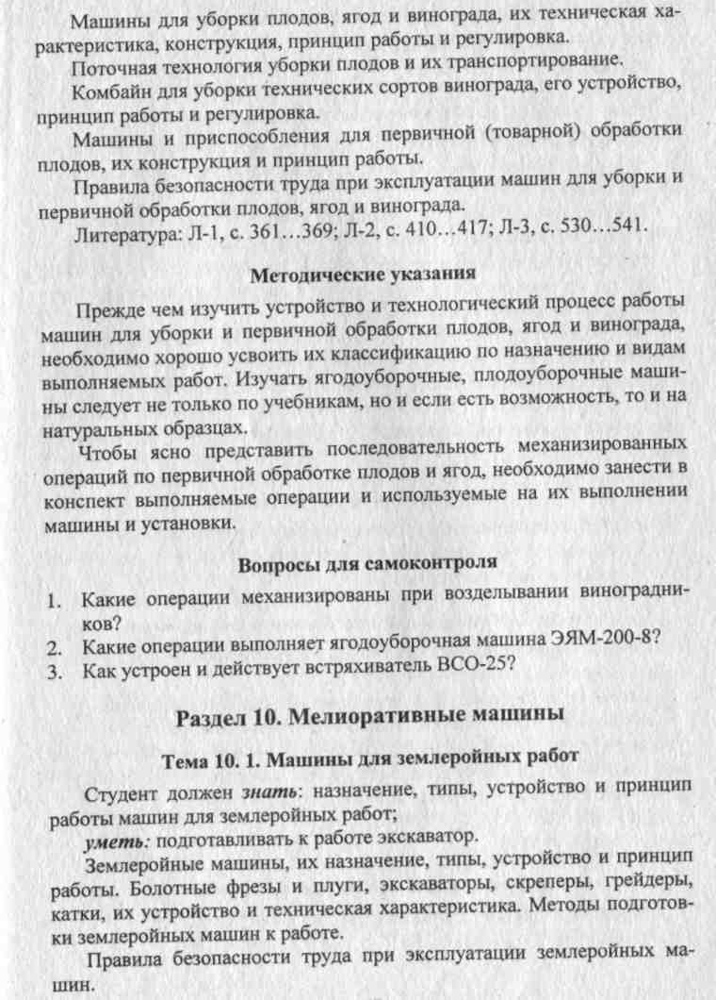 Машины для уборки плодов, ягод и винограда, их техническая ха-
рактеристика, конструкция, принцип работы и регулировка.
Поточная технология уборки плодов и их транспортирование.
Комбайн для уборки технических сортов винограда, его устройство,
принцип работы и регулировка.
Машины и приспособления для первичной (товарной) обработки
плодов, их конструкция и принцип работы.
Правила безопасности труда при эксплуатации машин для уборки и
первичной обработки плодов, ягод и винограда.
Литература: Л-1, с. 361...369; Л-2, с. 410...417; Л-3, с. 530...541.
Методические указания
Прежде чем изучить устройство и технологический процесс работы
машин для уборки и первичной обработки плодов, ягод и винограда,
необходимо хорошо усвоить их классификацию по назначению и видам
выполняемых работ. Изучать ягодоуборочные, плодоуборочные маши-
ны следует не только по учебникам, но и если есть возможность, то и на
натуральных образцах.
Чтобы ясно представить последовательность механизированных
операций по первичной обработке плодов и ягод, необходимо занести в
конспект выполняемые операции и используемые на их выполнении
машины и установки.
Вопросы для самоконтроля
1. Какие операции механизированы при возделывании виноградни-
ков?
2. Какие операции выполняет ягодоуборочная машина ЭЯМ-200-8?
3. Как устроен и действует встряхиватель ВСО-25?
Раздел 10. Мелиоративные машины
Тема 10. 1. Машины для землеройных работ
Студент должен знать: назначение, типы, устройство и принцип
работы машин для землеройных работ;
уметь: подготавливать к работе экскаватор.
Землеройные машины, их назначение, типы, устройство и принцип
работы. Болотные фрезы и плуги, экскаваторы, скреперы, грейдеры,
катки, их устройство и техническая характеристика. Методы подготов-
ки землеройных машин к работе.
Правила безопасности труда при эксплуатации землеройных ма-
шин.